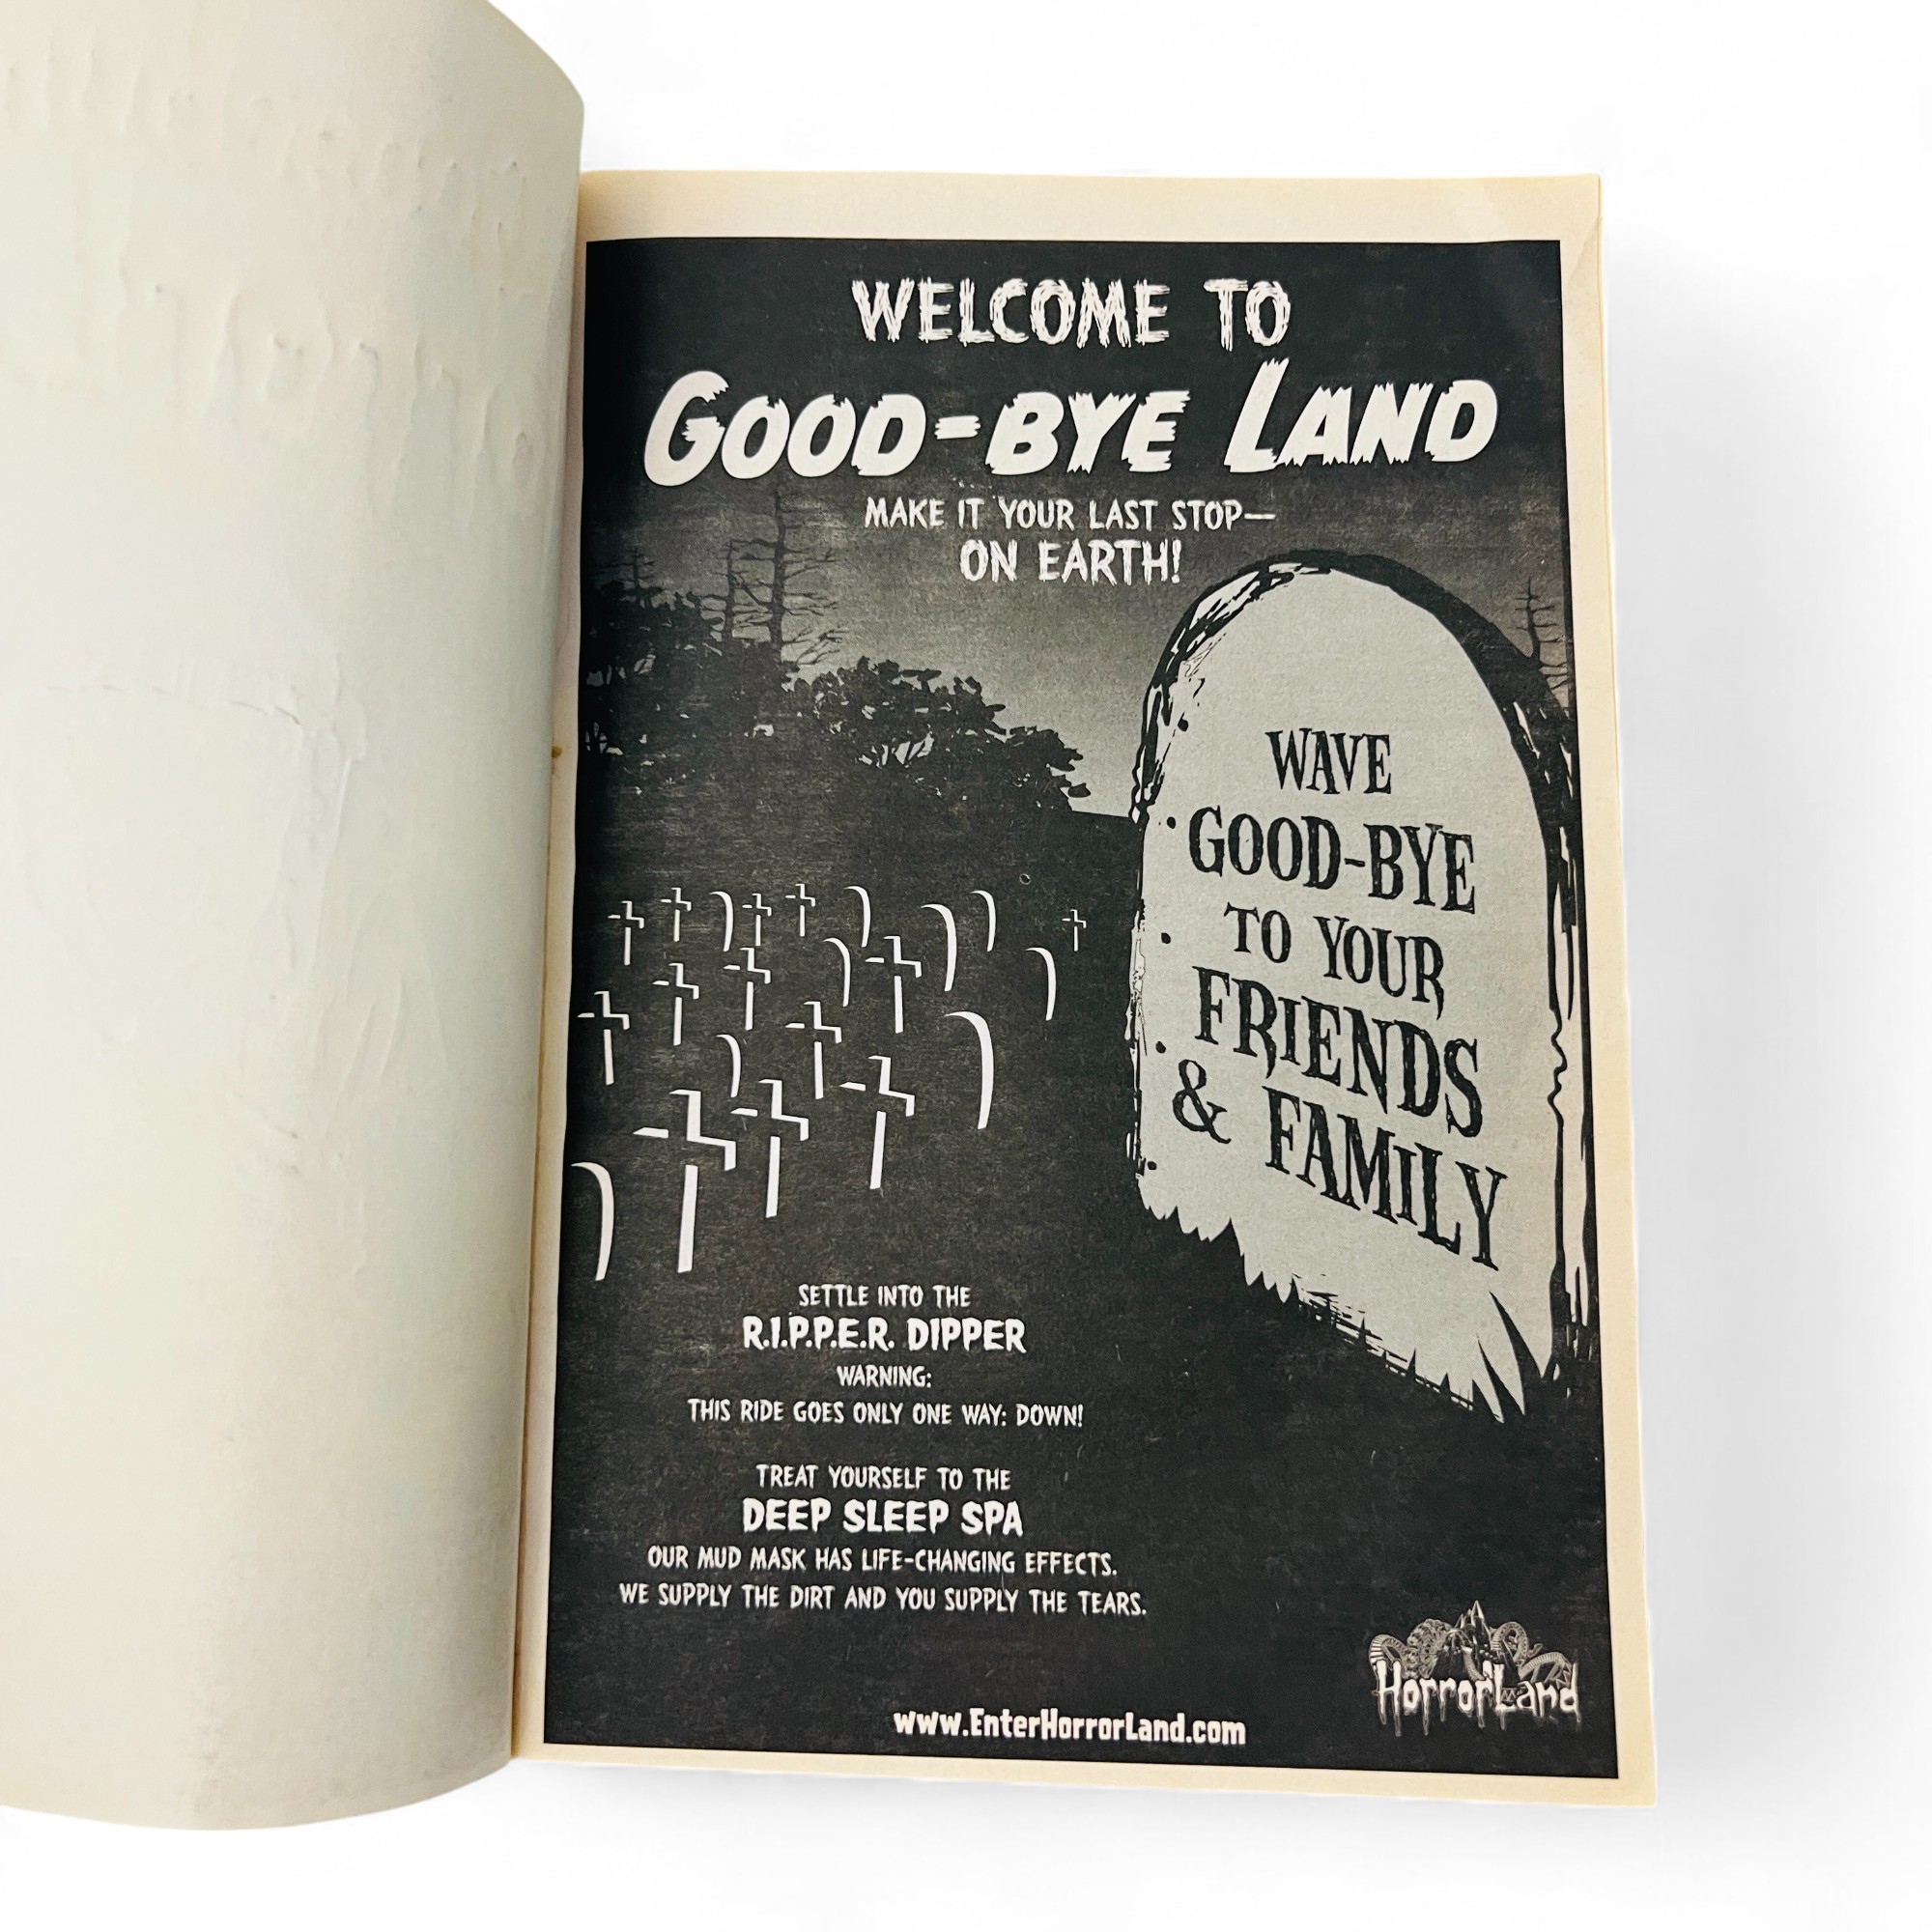 WELCOME TO
GOOD-BYE LAND
MAKE IT YOUR LAST STOP—
ON EARTH!
WAVE
GOOD-BYE
TO YOUR
FRIENDS
& FAMILY
SETTLE INTO THE
R.I.P.P.E.R. DIPPER
WARNING:
THIS RIDE GOES ONLY ONE WAY: DOWN!
TREAT YOURSELF TO THE
DEEP SLEEP SPA
OUR MUD MASK HAS LIFE-CHANGING EFFECTS.
WE SUPPLY THE DIRT AND YOU SUPPLY THE TEARS.
HorrorLand
www.EnterHorrorLand.com